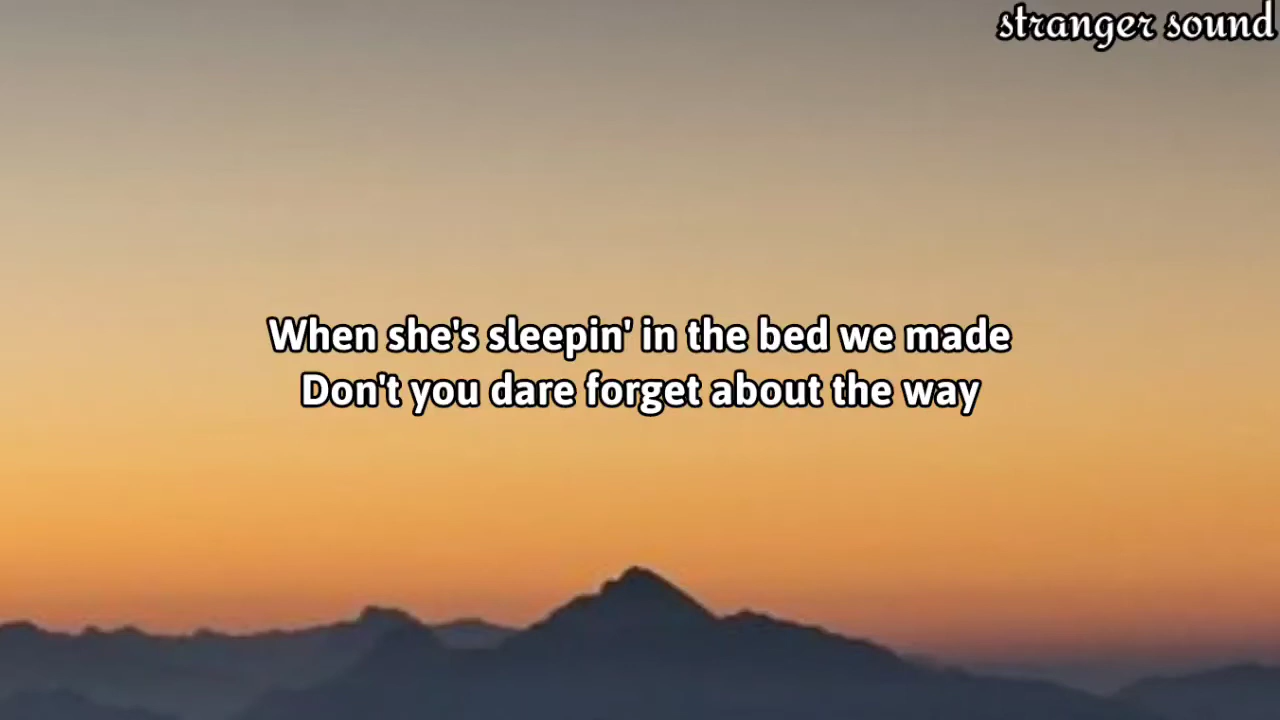 stranger sound
When she's sleepin' in the bed we made
Don't you dare forget about the way